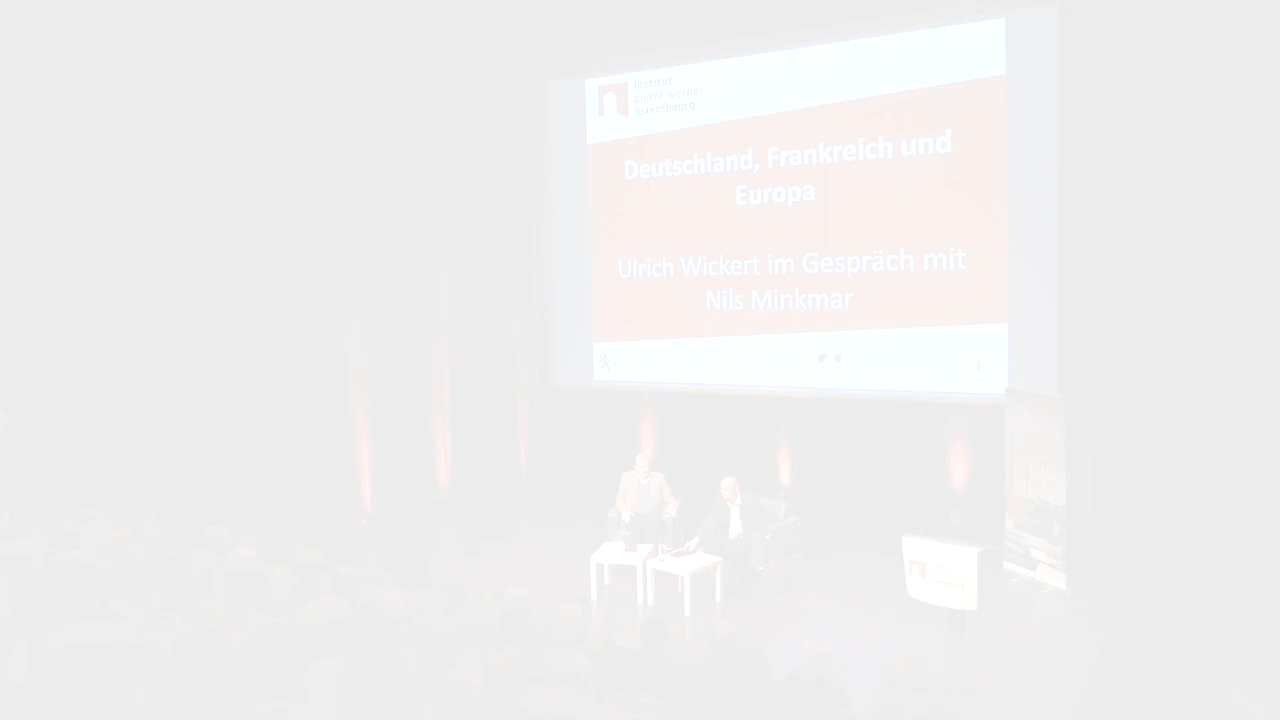 institut
pierre werner
luxembourg
Deutschland, Frankreich und
Europa
Ulrich Wickert im Gespräch mit
Nils Minkmar